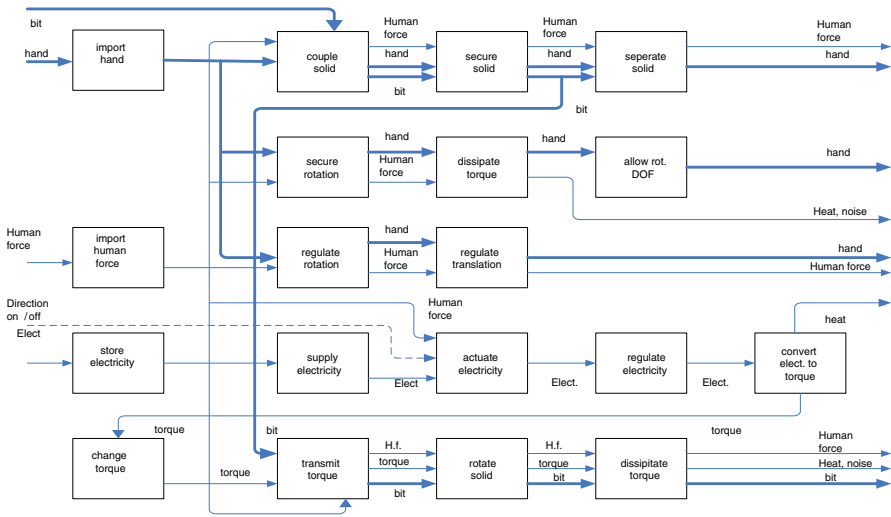 bit
Human
force
Human
force
Human
force
hand
import
hand
couple
solid
hand
bit
secure
solid
hand
bit
seperate
solid
hand
secure
rotation
hand
Human
force
dissipate
torque
hand
allow rot.
DOF
hand
Heat, noise
Human
force
import
human
force
regulate
rotation
hand
Human
force
regulate
translation
hand
Human force
Direction
on /off
Elect
Human
force
heat
store
electricity
supply
electricity
Elect
actuate
electricity
Elect.
regulate
electricity
Elect.
convert
elect. to
torque
torque
bit
torque
change
torque
torque
transmit
torque
H.f.
torque
bit
rotate
solid
H.f.
torque
bit
dissipitate
torque
Human
force
Heat, noise
bit